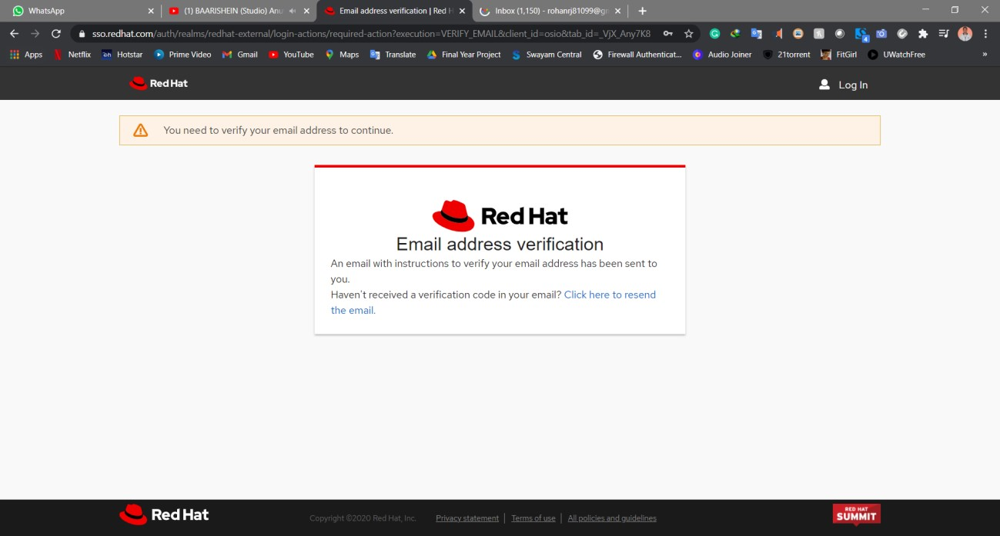 WhatsApp
(1) BAARISHEIN (Studio) Anu
Email address verification | Red H
Inbox (1,150) - rohanrj81099@gm
sso.redhat.com/auth/realms/redhat-external/login-actions/required-action?execution=VERIFY_EMAIL&client_id=osio&tab_id=_VjX_Any7K8
4
Apps
Netflix
Hotstar
Prime Video
Gmail
YouTube
Maps
Translate
Final Year Project
Swayam Central
Firewall Authenticat...
Audio Joiner
21torrent
FitGirl
UWatchFree
»
Red Hat
Log In
You need to verify your email address to continue.
Red Hat
Email address verification
An email with instructions to verify your email address has been sent to
you.
Haven't received a verification code in your email? Click here to resend
the email.
Red Hat
Copyright ©2020 Red Hat, Inc.
Privacy statement
Terms of use
All policies and guidelines
RED HAT
SUMMIT